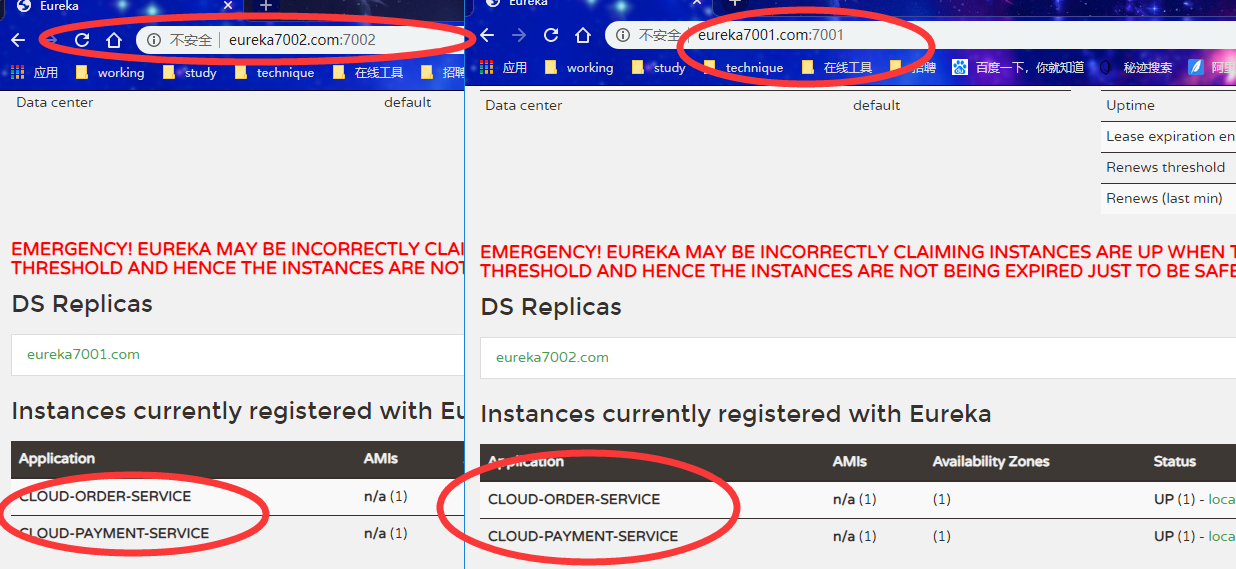 Eureka
不安全 eureka7002.com:7002
应用 working study technique 在线工具 招聘
Data center default
EMERGENCY! EUREKA MAY BE INCORRECTLY CLAI
THRESHOLD AND HENCE THE INSTANCES ARE NOT
DS Replicas
eureka7001.com
Instances currently registered with Eu
Application AMIs
CLOUD-ORDER-SERVICE n/a (1)
CLOUD-PAYMENT-SERVICE n/a (1)
Eureka
不安全 eureka7001.com:7001
应用 working study technique 在线工具 招聘 百度一下，你就知道 秘迹搜索 阿里
Data center default
Uptime
Lease expiration en
Renews threshold
Renews (last min)
EMERGENCY! EUREKA MAY BE INCORRECTLY CLAIMING INSTANCES ARE UP WHEN T
THRESHOLD AND HENCE THE INSTANCES ARE NOT BEING EXPIRED JUST TO BE SAFE
DS Replicas
eureka7002.com
Instances currently registered with Eureka
Application AMIs Availability Zones Status
CLOUD-ORDER-SERVICE n/a (1) (1) UP (1) - loca
CLOUD-PAYMENT-SERVICE n/a (1) (1) UP (1) - loca